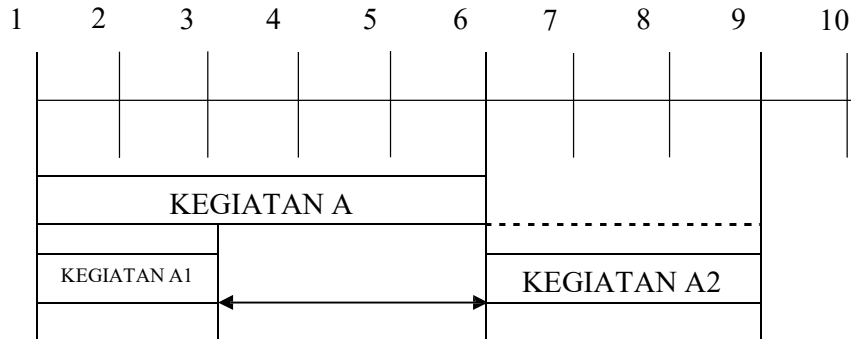 1 2 3 4 5 6 7 8 9 10
KEGIATAN A
KEGIATAN A1 KEGIATAN A2